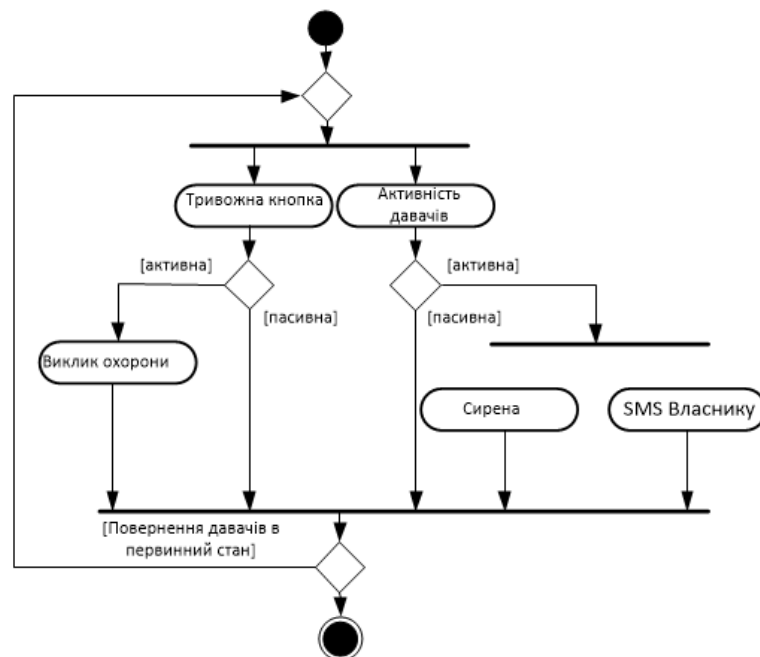 Тривожна кнопка
Активність
давачів
[активна]
[активна]
[пасивна]
[пасивна]
Виклик охорони
Сирена
SMS Власнику
[Повернення давачів в
первинний стан]